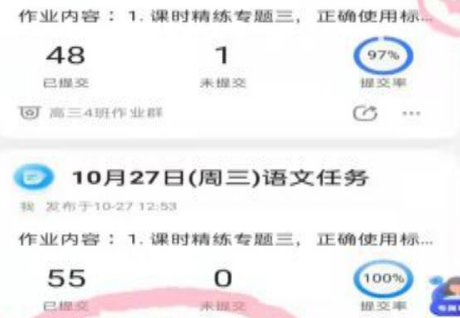 作业内容： 1. 课时精练专题三，正确使用标...
48 1 97%
已提交 未提交 提交率
高三4班作业群 ...
10月27日(周三)语文任务
我 发布于10-27 12:53
作业内容： 1. 课时精练专题三，正确使用标...
55 0 100%
已提交 未提交 提交率